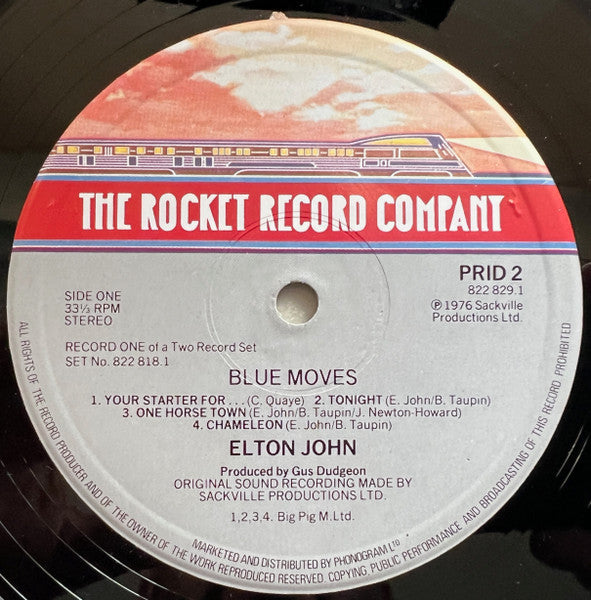 THE ROCKET RECORD COMPANY
SIDE ONE
33⅓ RPM
STEREO
PRID 2
822 829.1
℗ 1976 Sackville
Productions Ltd.
RECORD ONE of a Two Record Set
SET No. 822 818.1
BLUE MOVES
1. YOUR STARTER FOR . . . (C. Quaye) 2. TONIGHT (E. John/B. Taupin)
3. ONE HORSE TOWN (E. John/B. Taupin/J. Newton-Howard)
4. CHAMELEON (E. John/B. Taupin)
ELTON JOHN
Produced by Gus Dudgeon
ORIGINAL SOUND RECORDING MADE BY
SACKVILLE PRODUCTIONS LTD.
1,2,3,4. Big Pig M.Ltd.
MARKETED AND DISTRIBUTED BY PHONOGRAM LTD
ALL RIGHTS OF THE RECORD PRODUCER AND OF THE OWNER OF THE WORK REPRODUCED RESERVED. COPYING, PUBLIC PERFORMANCE AND BROADCASTING OF THIS RECORD PROHIBITED